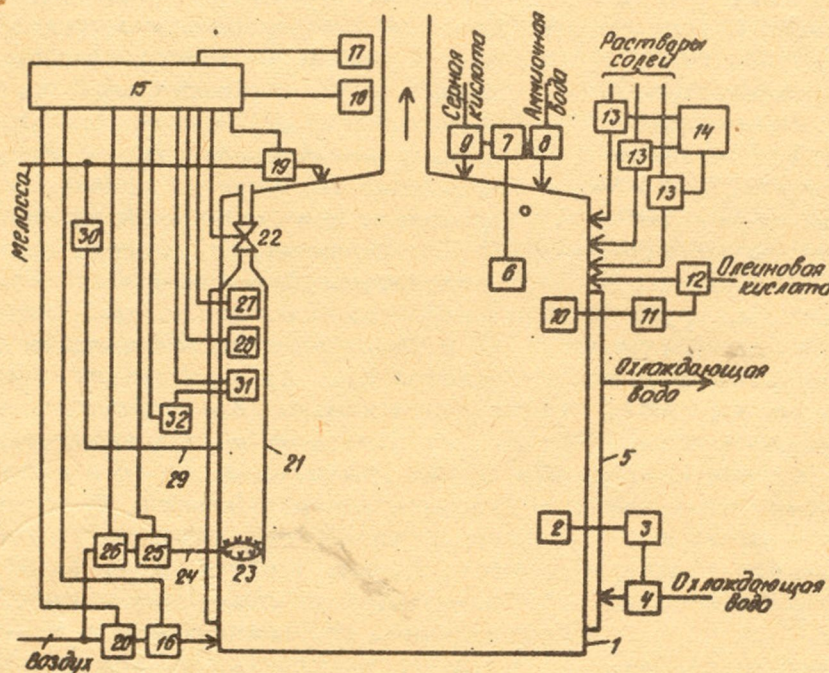 17
15
18
Серная
кислота
Аммиачная
вода
Растворы
солей
9
7
8
13
14
13
13
19
Меласса
30
22
6
12
Олеиновая
кислота
27
10
11
28
31
Охлаждающая
вода
32
21
5
29
2
3
26
25
24
23
4
Охлаждающая
вода
20
16
1
Воздух